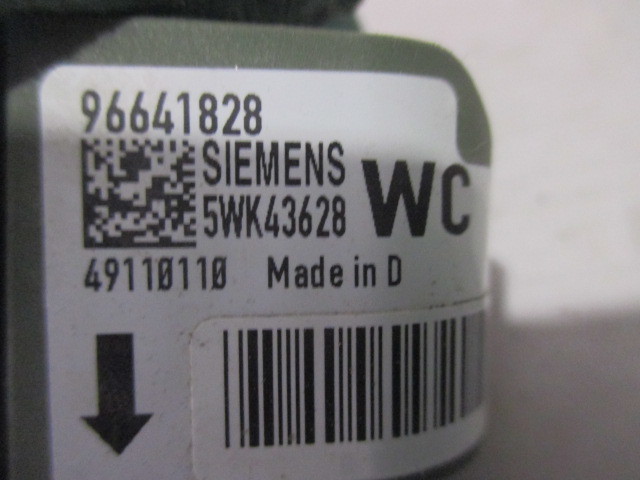 96641828
SIEMENS
5WK43628
WC
49110110 Made in D